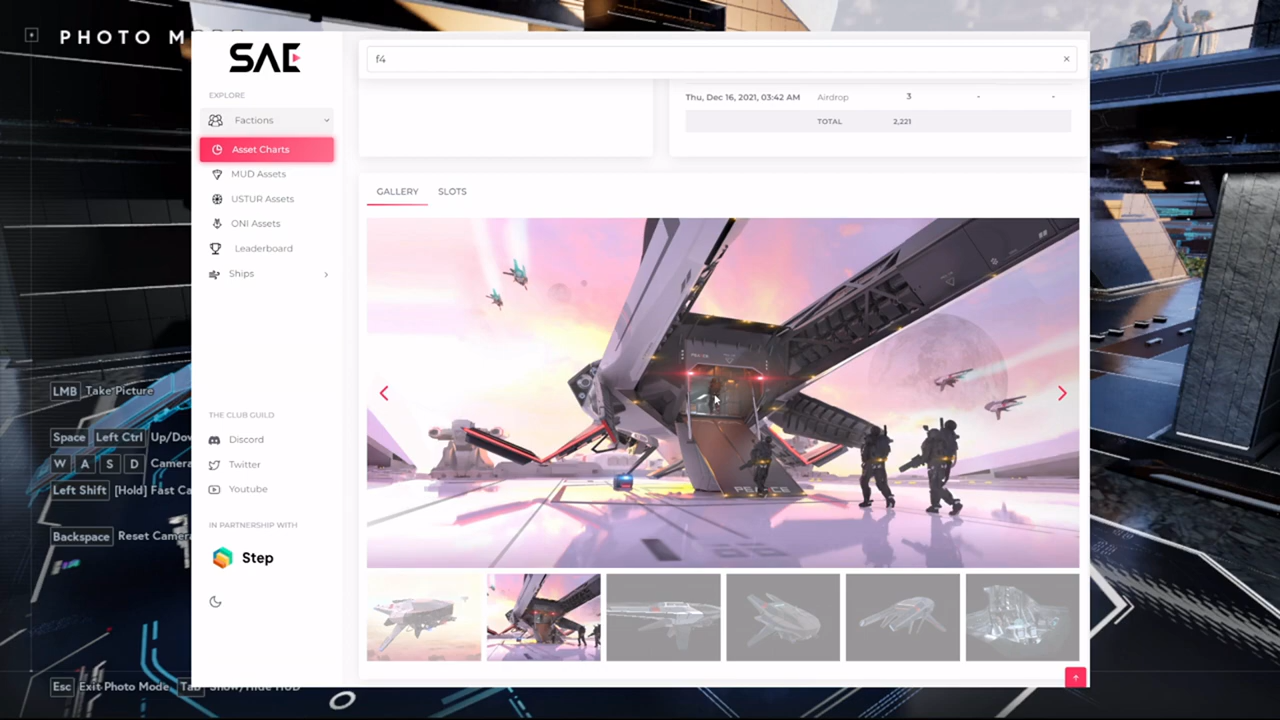 PHOTO M
SAE
f4
EXPLORE
Factions
Asset Charts
MUD Assets
USTUR Assets
ONI Assets
Leaderboard
Ships
Thu, Dec 16, 2021, 03:42 AM Airdrop 3 - -
TOTAL 2,221
GALLERY SLOTS
LMB Take Picture
Space Left Ctrl Up/Dow
W A S D Camera
Left Shift [Hold] Fast Ca
Backspace Reset Camera
Esc Exit Photo Mode Tab Show/Hide HUD
THE CLUB GUILD
Discord
Twitter
Youtube
IN PARTNERSHIP WITH
Step